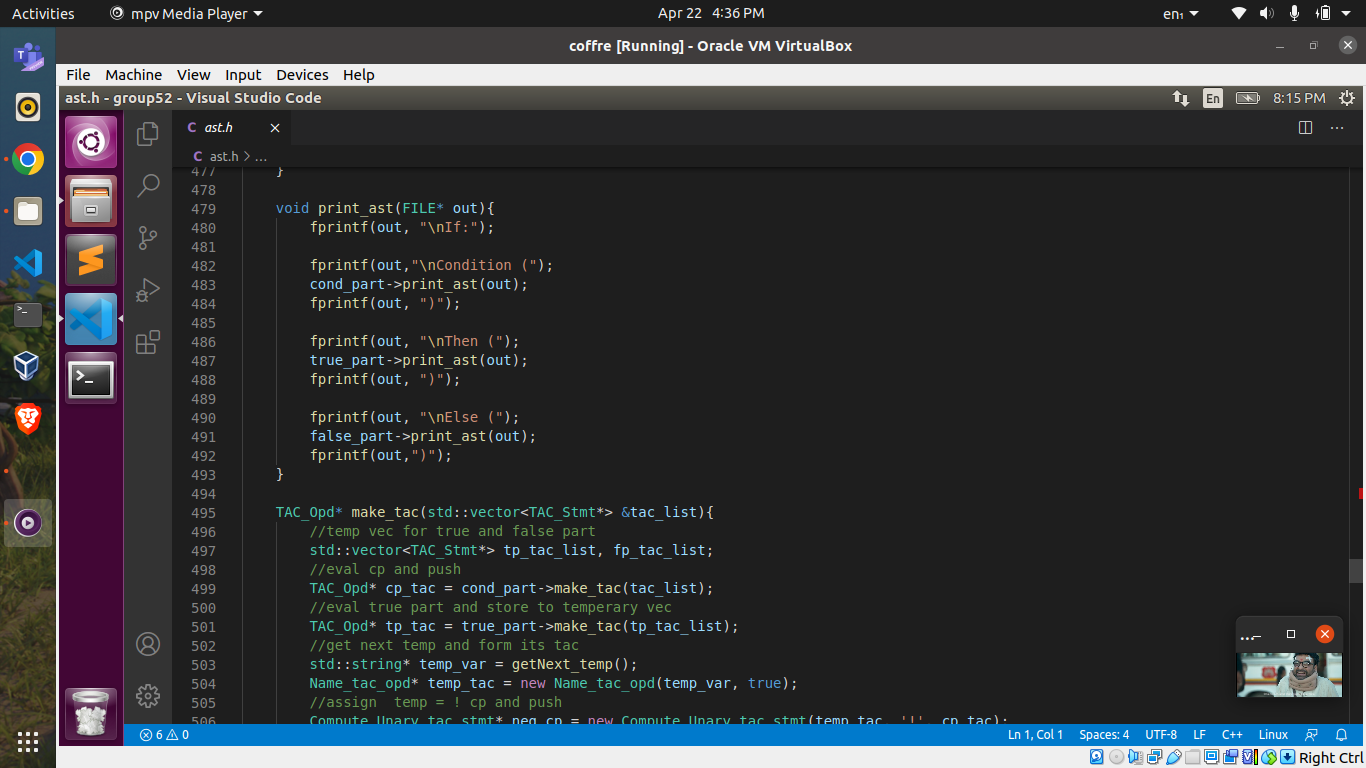 Activities mpv Media Player Apr 22 4:36 PM en₁
coffre [Running] - Oracle VM VirtualBox
File Machine View Input Devices Help
ast.h - group52 - Visual Studio Code En 8:15 PM
C ast.h
C ast.h > ...
477 }
478
479 void print_ast(FILE* out){
480 fprintf(out, "\nIf:");
481
482 fprintf(out,"\nCondition (");
483 cond_part->print_ast(out);
484 fprintf(out, ")");
485
486 fprintf(out, "\nThen (");
487 true_part->print_ast(out);
488 fprintf(out, ")");
489
490 fprintf(out, "\nElse (");
491 false_part->print_ast(out);
492 fprintf(out,")");
493 }
494
495 TAC_Opd* make_tac(std::vector<TAC_Stmt*> &tac_list){
496 //temp vec for true and false part
497 std::vector<TAC_Stmt*> tp_tac_list, fp_tac_list;
498 //eval cp and push
499 TAC_Opd* cp_tac = cond_part->make_tac(tac_list);
500 //eval true part and store to temperary vec
501 TAC_Opd* tp_tac = true_part->make_tac(tp_tac_list);
502 //get next temp and form its tac
503 std::string* temp_var = getNext_temp();
504 Name_tac_opd* temp_tac = new Name_tac_opd(temp_var, true);
505 //assign  temp = ! cp and push
506 Compute_Unary_tac_stmt* neg_cp = new Compute_Unary_tac_stmt(temp_tac, '!', cp_tac);
6 0 Ln 1, Col 1 Spaces: 4 UTF-8 LF C++ Linux
Right Ctrl